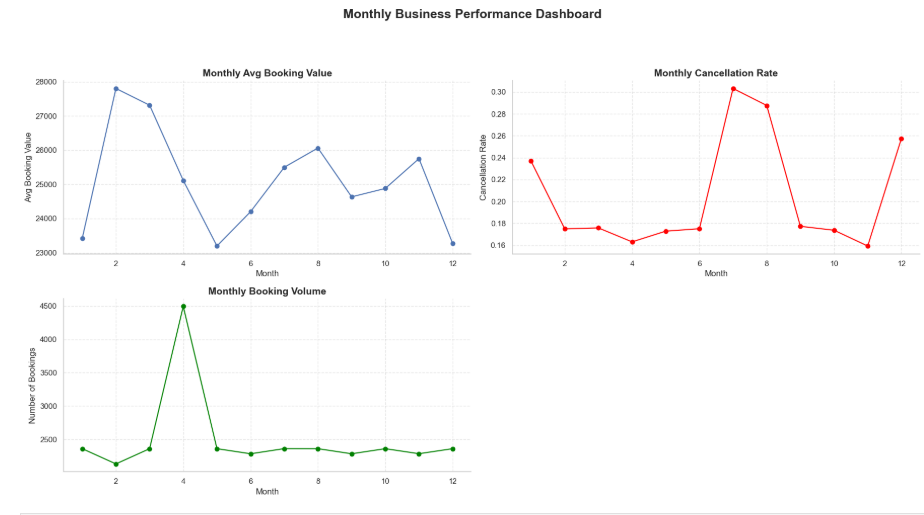 Monthly Business Performance Dashboard
Monthly Avg Booking Value
28000
27000
26000
25000
24000
23000
Avg Booking Value
2 4 6 8 10 12
Month
Monthly Cancellation Rate
0.30
0.28
0.26
0.24
0.22
0.20
0.18
0.16
Cancellation Rate
2 4 6 8 10 12
Month
Monthly Booking Volume
4500
4000
3500
3000
2500
Number of Bookings
2 4 6 8 10 12
Month